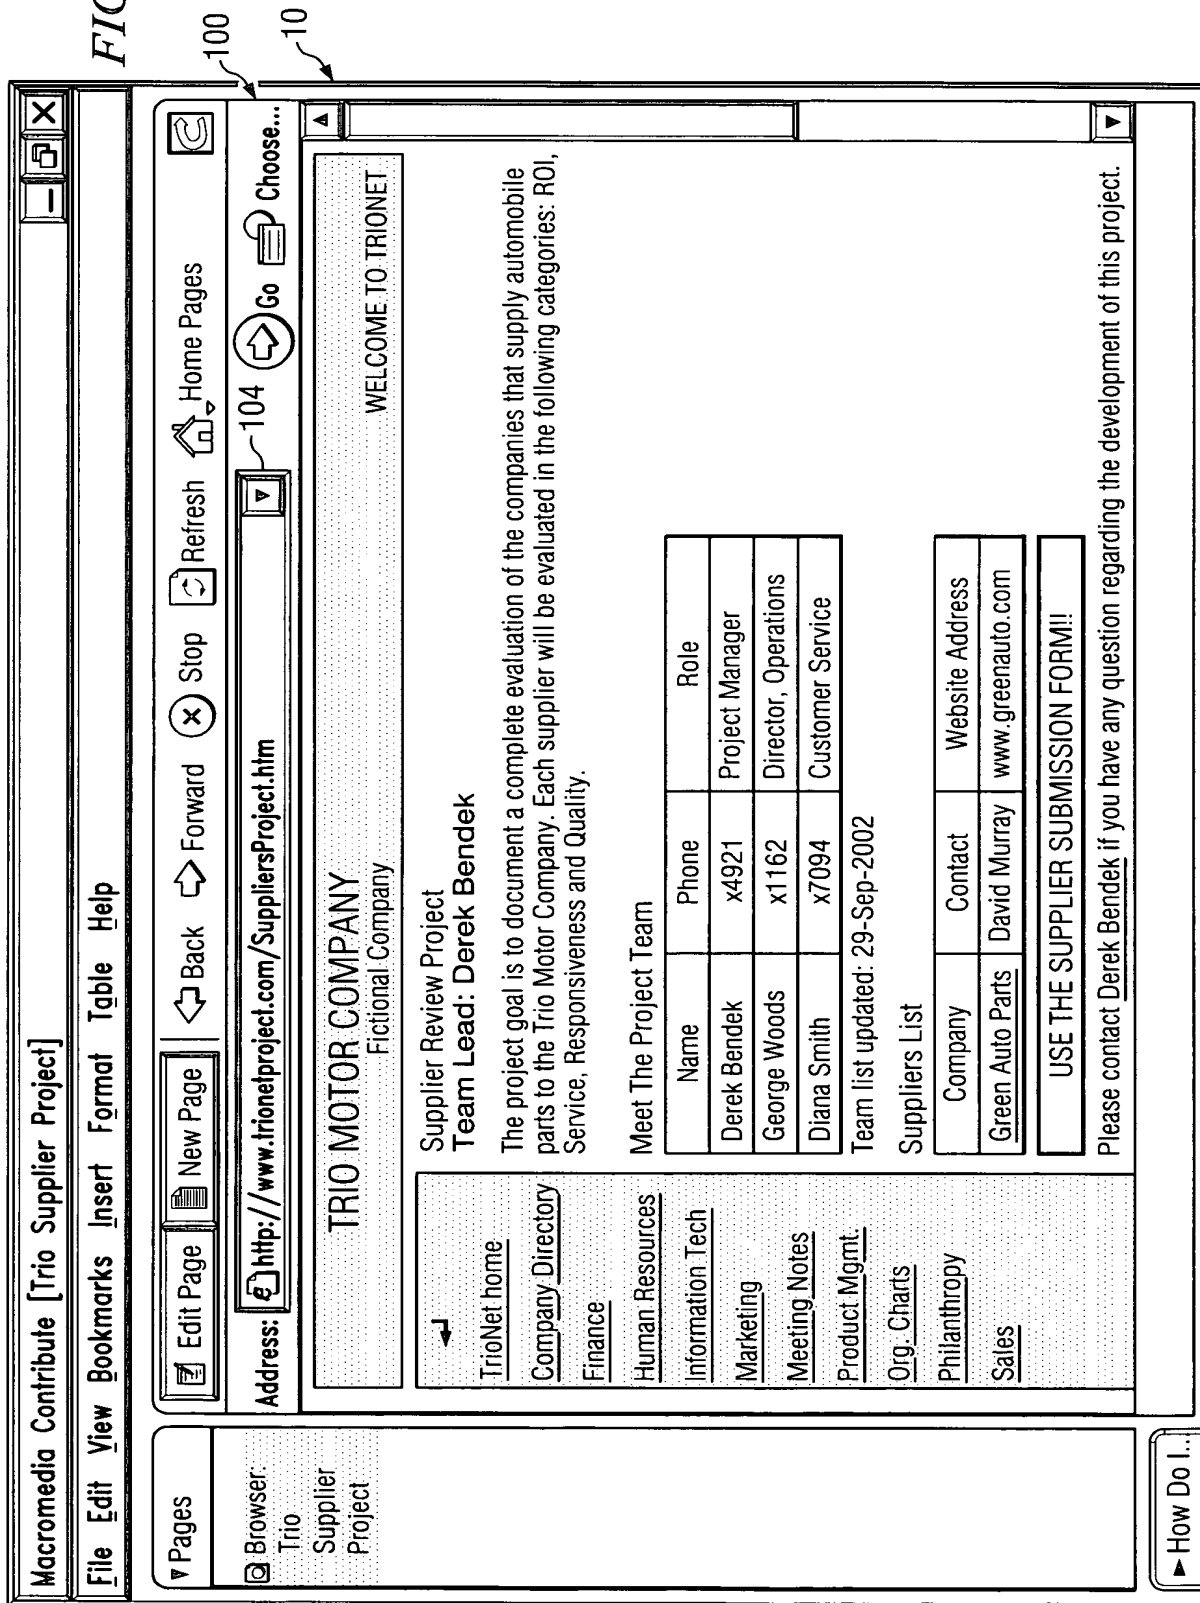 FIG
Macromedia Contribute [Trio Supplier Project]
File Edit View Bookmarks Insert Format Table Help
▼ Pages
Browser:
Trio
Supplier
Project
► How Do I...
Edit Page New Page Back Forward Stop Refresh Home Pages
Address: http://www.trionetproject.com/SuppliersProject.htm 104 Go Choose...
100
10
TRIO MOTOR COMPANY
Fictional Company
WELCOME TO TRIONET
TrioNet home
Company Directory
Finance
Human Resources
Information Tech
Marketing
Meeting Notes
Product Mgmt.
Org. Charts
Philanthropy
Sales
Supplier Review Project
Team Lead: Derek Bendek
The project goal is to document a complete evaluation of the companies that supply automobile
parts to the Trio Motor Company. Each supplier will be evaluated in the following categories: ROI,
Service, Responsiveness and Quality.
Meet The Project Team
Name Phone Role
Derek Bendek x4921 Project Manager
George Woods x1162 Director, Operations
Diana Smith x7094 Customer Service
Team list updated: 29-Sep-2002
Suppliers List
Company Contact Website Address
Green Auto Parts David Murray www.greenauto.com
USE THE SUPPLIER SUBMISSION FORM!!
Please contact Derek Bendek if you have any question regarding the development of this project.